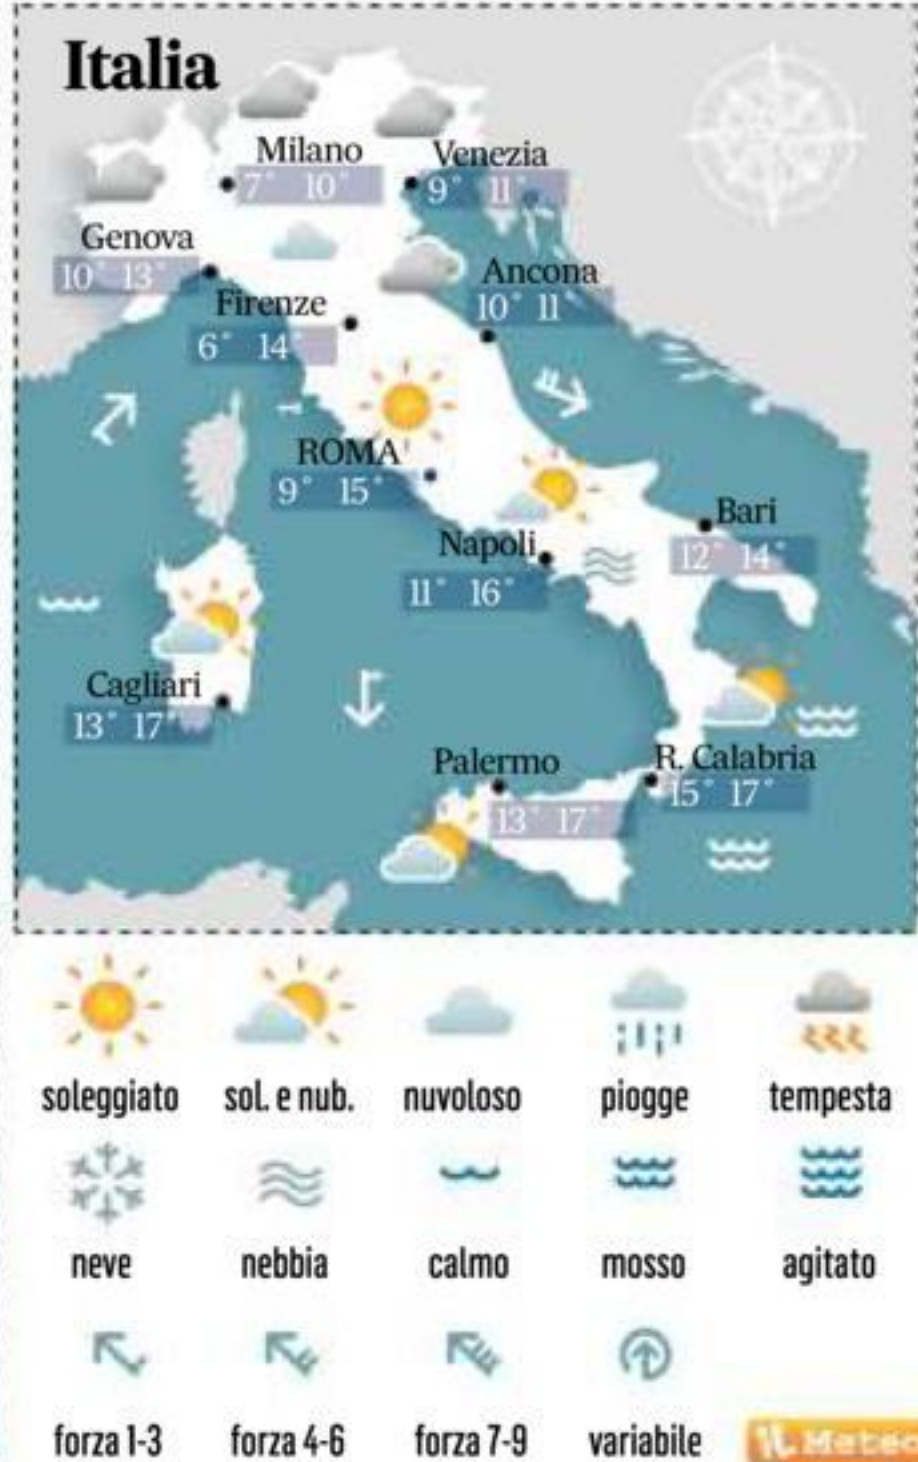 Italia
Milano
7° 10°
Venezia
9° 11°
Genova
10° 13°
Ancona
10° 11°
Firenze
6° 14°
ROMA
9° 15°
Bari
12° 14°
Napoli
11° 16°
Cagliari
13° 17°
Palermo
13° 17°
R. Calabria
15° 17°
soleggiato sol. e nub. nuvoloso piogge tempesta
neve nebbia calmo mosso agitato
forza 1-3 forza 4-6 forza 7-9 variabile